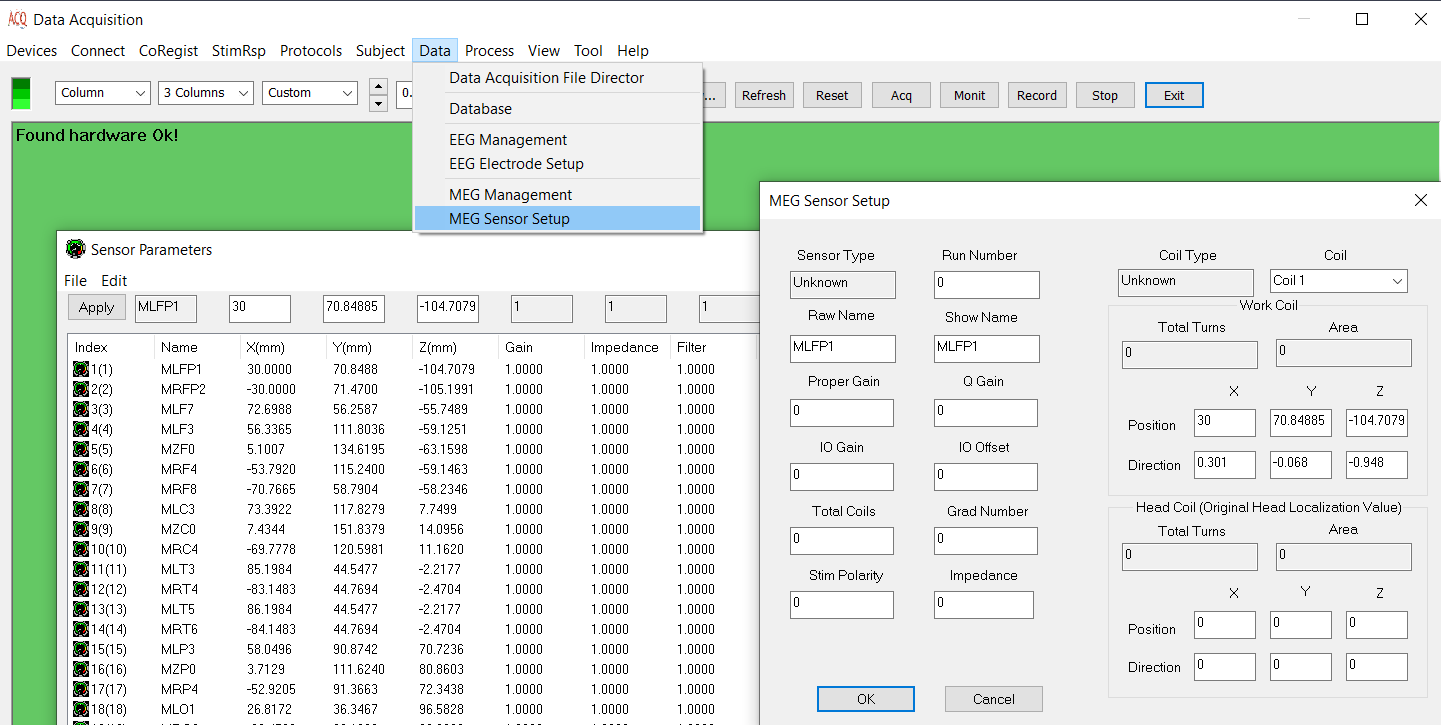 ACQ Data Acquisition
Devices Connect CoRegist StimRsp Protocols Subject Data Process View Tool Help
Column 3 Columns Custom 0. ... Refresh Reset Acq Monit Record Stop Exit
Data Acquisition File Director
Database
EEG Management
EEG Electrode Setup
MEG Management
MEG Sensor Setup
Found hardware Ok!
Sensor Parameters
File Edit
Apply MLFP1 30 70.84885 -104.7079 1 1 1
Index Name X(mm) Y(mm) Z(mm) Gain Impedance Filter
1(1) MLFP1 30.0000 70.8488 -104.7079 1.0000 1.0000 1.0000
2(2) MRFP2 -30.0000 71.4700 -105.1991 1.0000 1.0000 1.0000
3(3) MLF7 72.6988 56.2587 -55.7489 1.0000 1.0000 1.0000
4(4) MLF3 56.3365 111.8036 -59.1251 1.0000 1.0000 1.0000
5(5) MZF0 5.1007 134.6195 -63.1598 1.0000 1.0000 1.0000
6(6) MRF4 -53.7920 115.2400 -59.1463 1.0000 1.0000 1.0000
7(7) MRF8 -70.7665 58.7904 -58.2346 1.0000 1.0000 1.0000
8(8) MLC3 73.3922 117.8279 7.7499 1.0000 1.0000 1.0000
9(9) MZC0 7.4344 151.8379 14.0956 1.0000 1.0000 1.0000
10(10) MRC4 -69.7778 120.5981 11.1620 1.0000 1.0000 1.0000
11(11) MLT3 85.1984 44.5477 -2.2177 1.0000 1.0000 1.0000
12(12) MRT4 -83.1483 44.7694 -2.4704 1.0000 1.0000 1.0000
13(13) MLT5 86.1984 44.5477 -2.2177 1.0000 1.0000 1.0000
14(14) MRT6 -84.1483 44.7694 -2.4704 1.0000 1.0000 1.0000
15(15) MLP3 58.0496 90.8742 70.7236 1.0000 1.0000 1.0000
16(16) MZP0 3.7129 111.6240 80.8603 1.0000 1.0000 1.0000
17(17) MRP4 -52.9205 91.3663 72.3438 1.0000 1.0000 1.0000
18(18) MLO1 26.8172 36.3467 96.5828 1.0000 1.0000 1.0000
MEG Sensor Setup
Sensor Type Run Number
Unknown 0
Raw Name Show Name
MLFP1 MLFP1
Proper Gain Q Gain
0 0
IO Gain IO Offset
0 0
Total Coils Grad Number
0 0
Stim Polarity Impedance
0 0
OK Cancel
Coil Type Coil
Unknown Coil 1
Work Coil
Total Turns Area
0 0
X Y Z
Position 30 70.84885 -104.7079
Direction 0.301 -0.068 -0.948
Head Coil (Original Head Localization Value)
Total Turns Area
0 0
X Y Z
Position 0 0 0
Direction 0 0 0